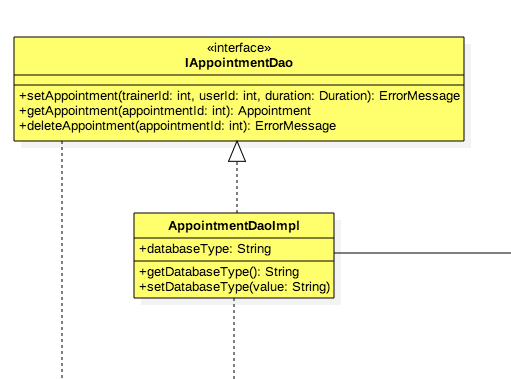 «interface»
IAppointmentDao
+setAppointment(trainerId: int, userId: int, duration: Duration): ErrorMessage
+getAppointment(appointmentId: int): Appointment
+deleteAppointment(appointmentId: int): ErrorMessage
AppointmentDaoImpl
+databaseType: String
+getDatabaseType(): String
+setDatabaseType(value: String)